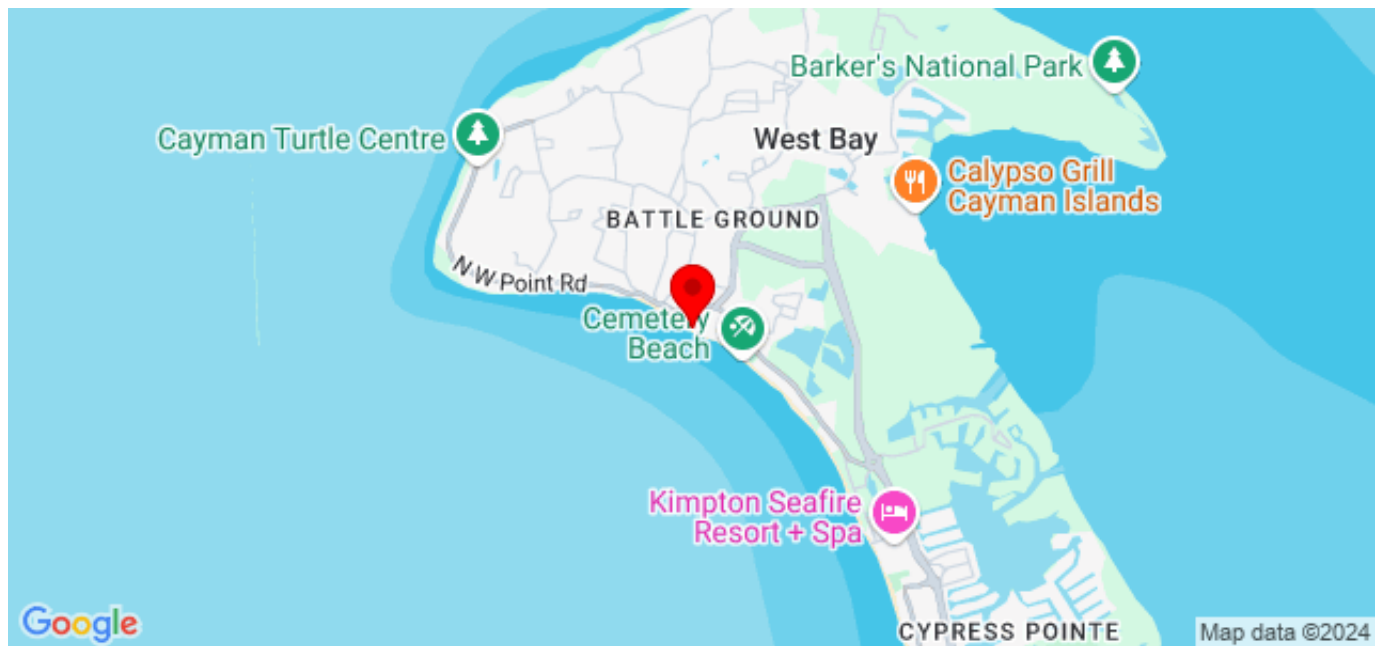 Barker's National Park
Cayman Turtle Centre
West Bay
Calypso Grill
Cayman Islands
BATTLE GROUND
N W Point Rd
Cemetery
Beach
Kimpton Seafire
Resort + Spa
CYPRESS POINTE
Google
Map data ©2024